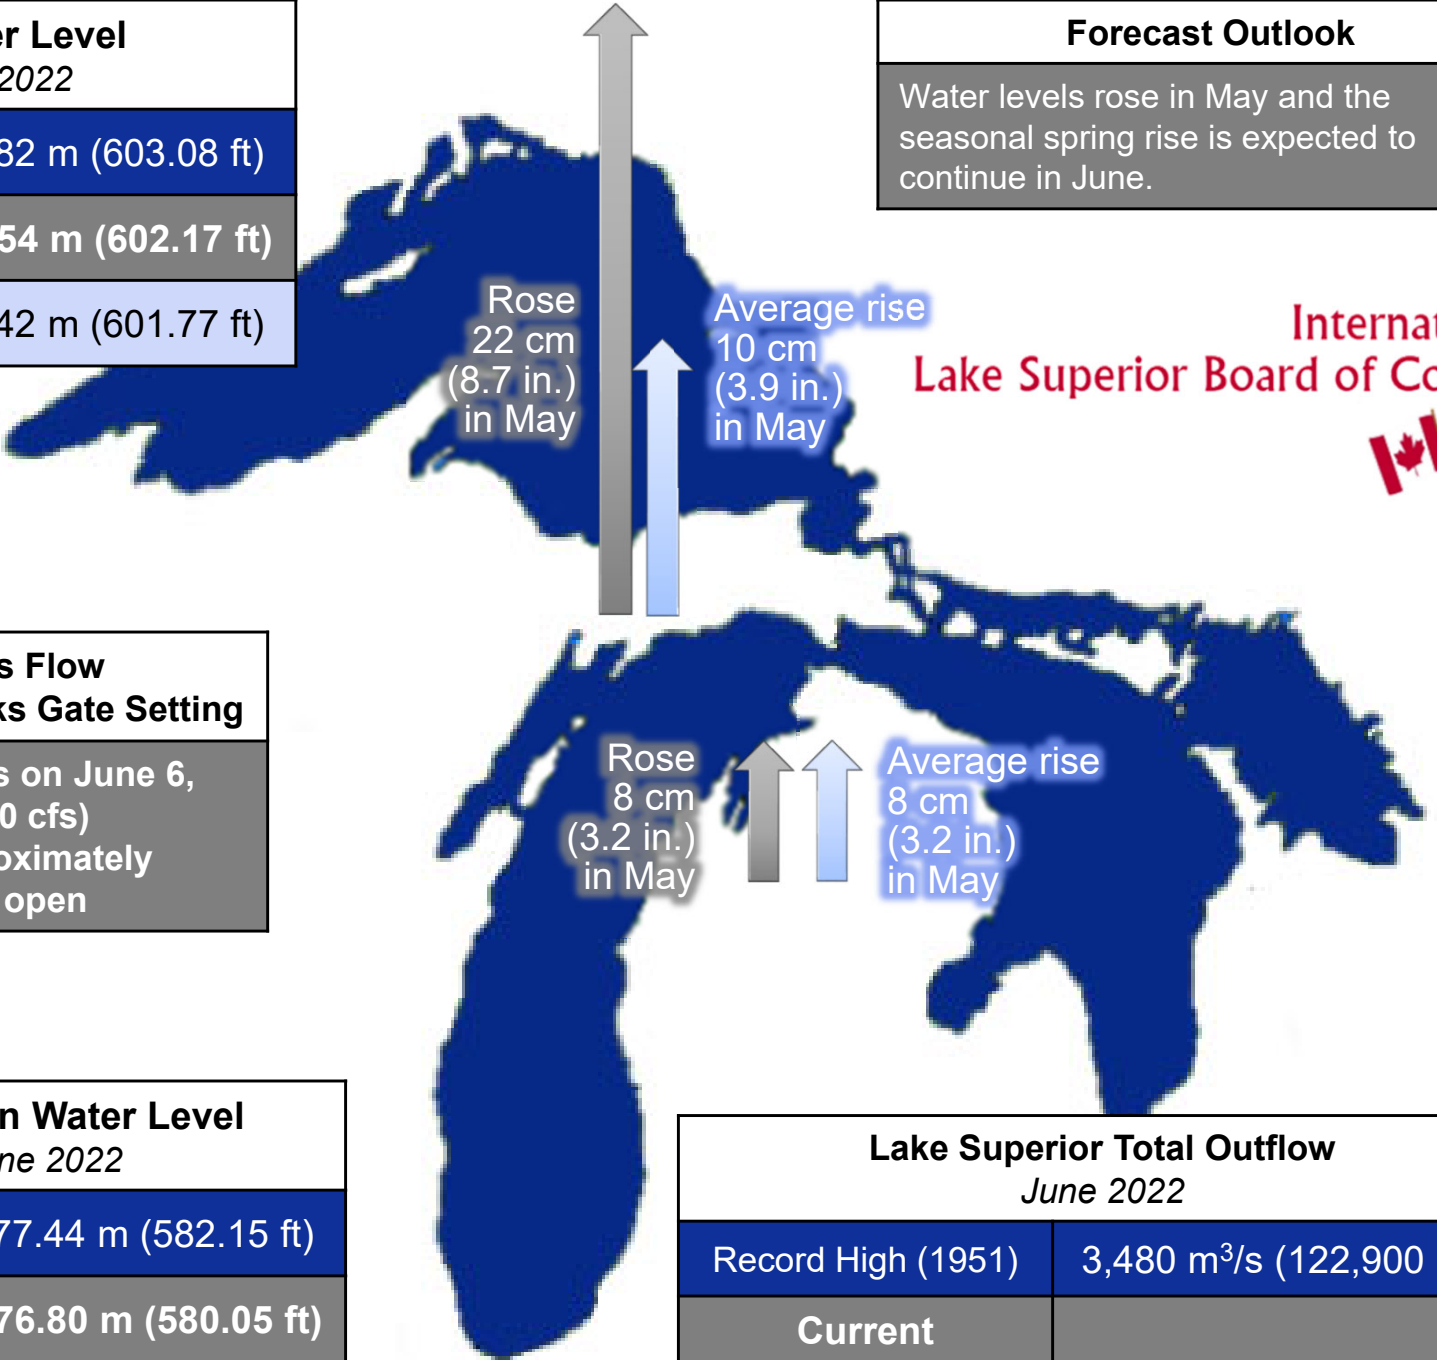 er Level
2022
82 m (603.08 ft)
54 m (602.17 ft)
42 m (601.77 ft)
Forecast Outlook
Water levels rose in May and the
seasonal spring rise is expected to
continue in June.
Rose
22 cm
(8.7 in.)
in May
Average rise
10 cm
(3.9 in.)
in May
Internat
Lake Superior Board of Co
s Flow
ks Gate Setting
s on June 6,
0 cfs)
oximately
open
Rose
8 cm
(3.2 in.)
in May
Average rise
8 cm
(3.2 in.)
in May
n Water Level
ne 2022
77.44 m (582.15 ft)
76.80 m (580.05 ft)
Lake Superior Total Outflow
June 2022
Record High (1951) 3,480 m³/s (122,900
Current